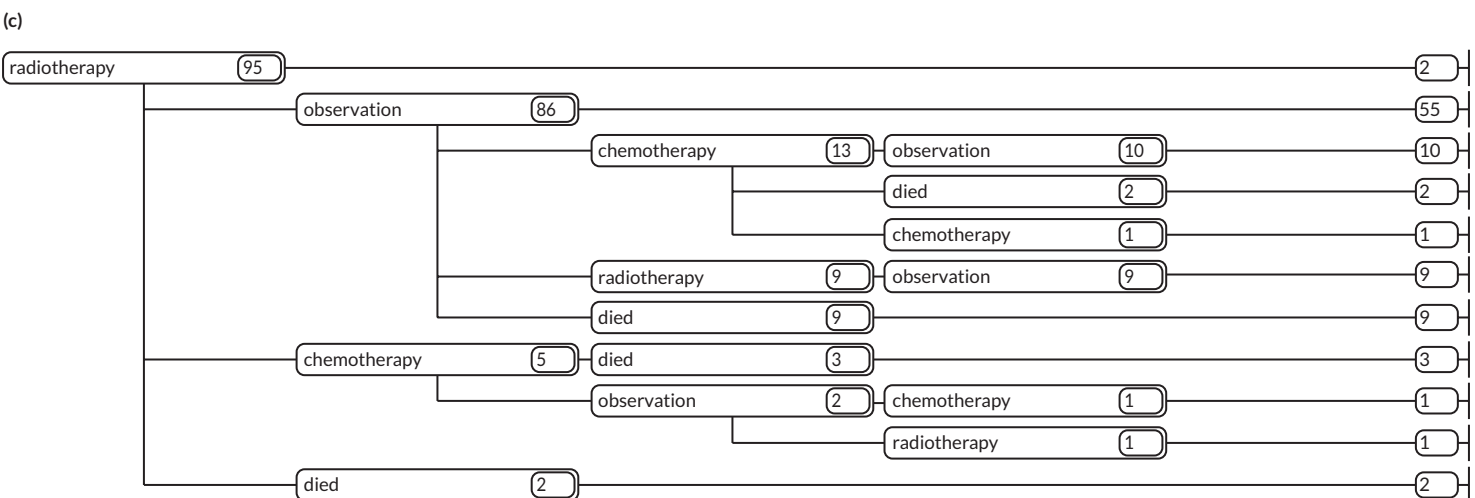 (c)
radiotherapy 95 2
observation 86 55
chemotherapy 13 observation 10 10
died 2 2
chemotherapy 1 1
radiotherapy 9 observation 9 9
died 9 9
chemotherapy 5 died 3 3
observation 2 chemotherapy 1 1
radiotherapy 1 1
died 2 2